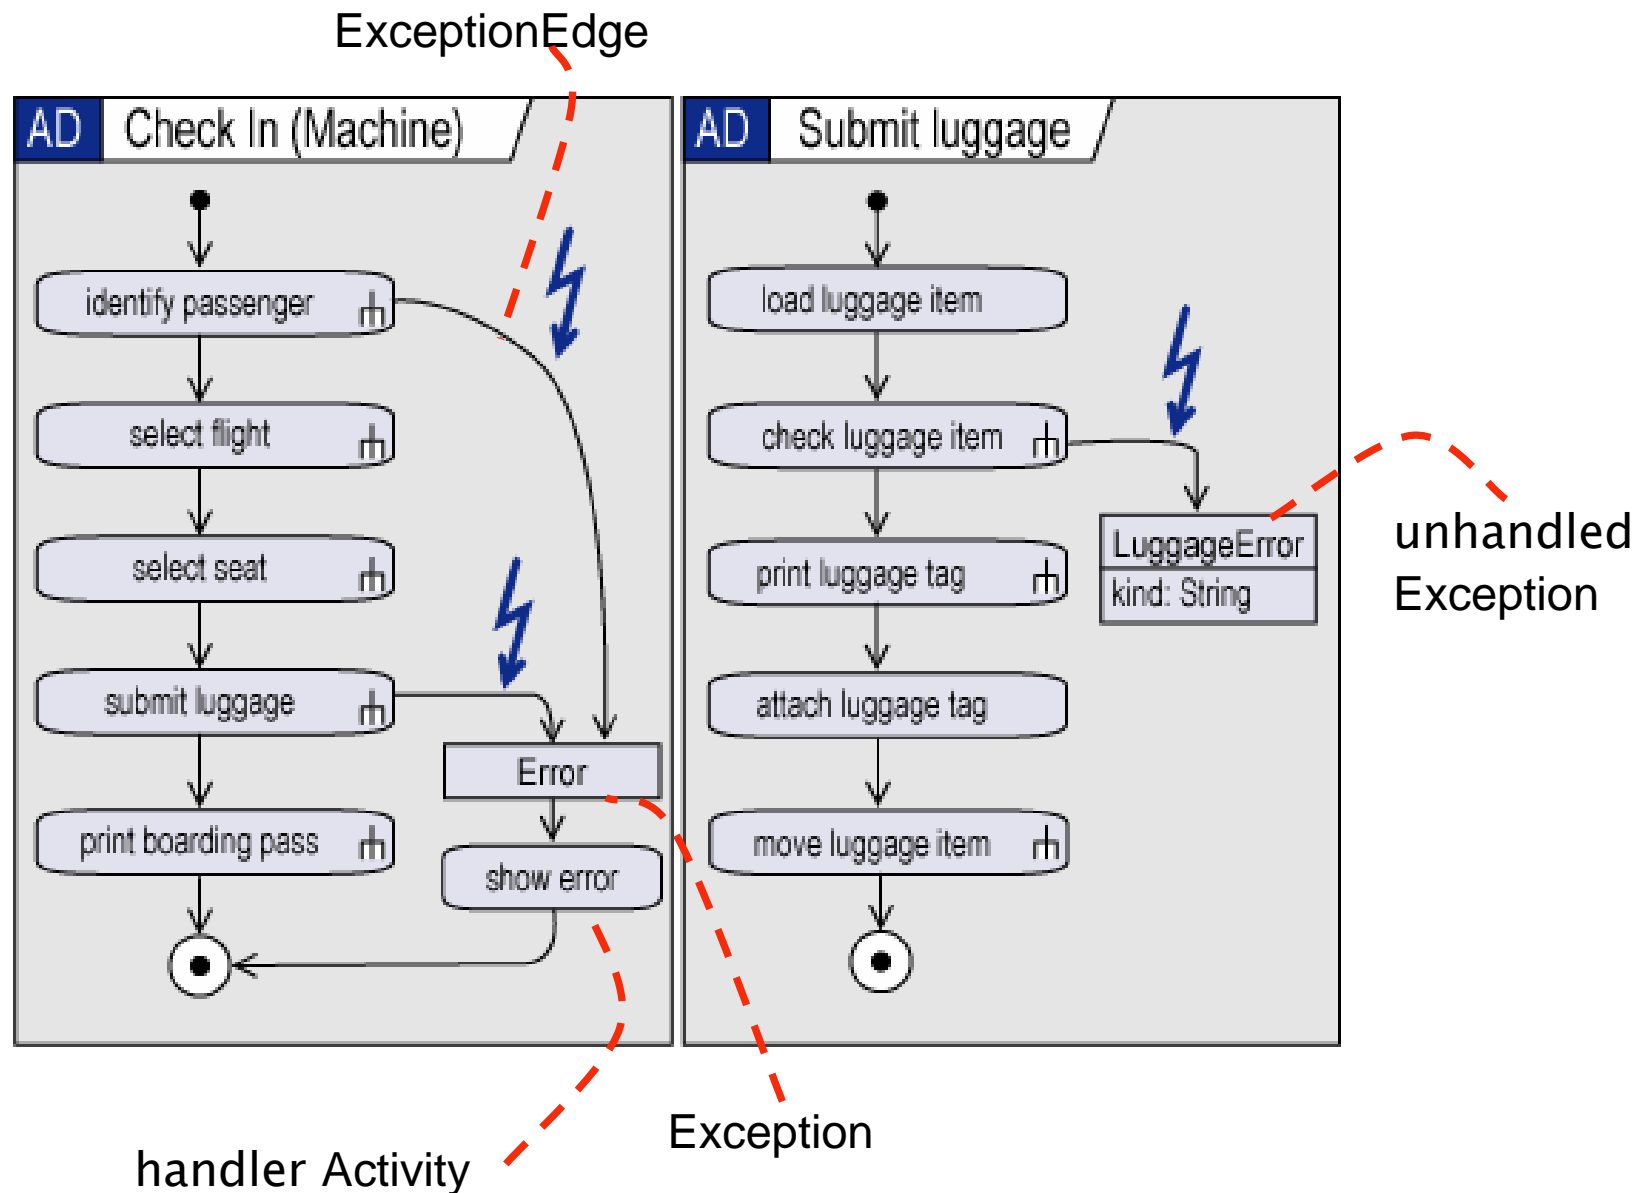 ExceptionEdge
AD Check In (Machine)
identify passenger
select flight
select seat
submit luggage
print boarding pass
Error
show error
AD Submit luggage
load luggage item
check luggage item
print luggage tag
attach luggage tag
move luggage item
LuggageError
kind: String
unhandled
Exception
Exception
handler Activity